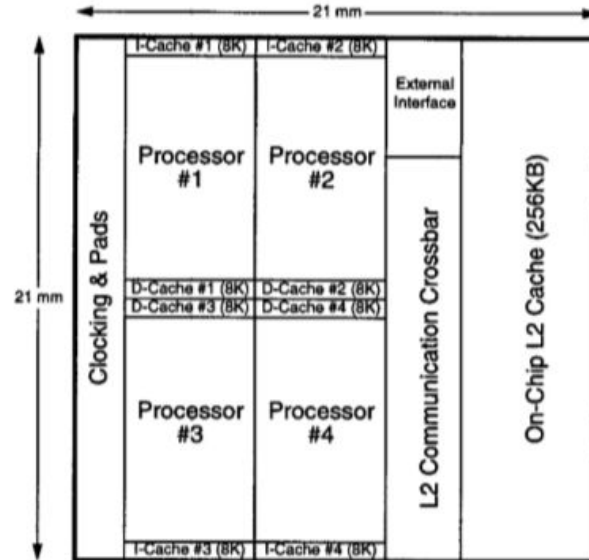 21 mm
21 mm
Clocking & Pads
I-Cache #1 (8K)
I-Cache #2 (8K)
Processor
#1
Processor
#2
D-Cache #1 (8K)
D-Cache #2 (8K)
D-Cache #3 (8K)
D-Cache #4 (8K)
Processor
#3
Processor
#4
I-Cache #3 (8K)
I-Cache #4 (8K)
External
Interface
L2 Communication Crossbar
On-Chip L2 Cache (256KB)